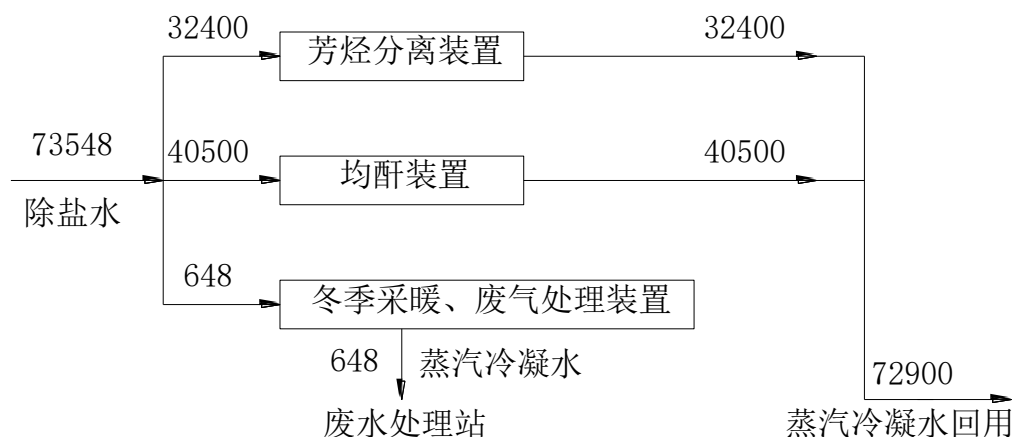 32400
芳烃分离装置
32400
73548
40500
均酐装置
40500
除盐水
648
冬季采暖、废气处理装置
648
蒸汽冷凝水
72900
废水处理站
蒸汽冷凝水回用